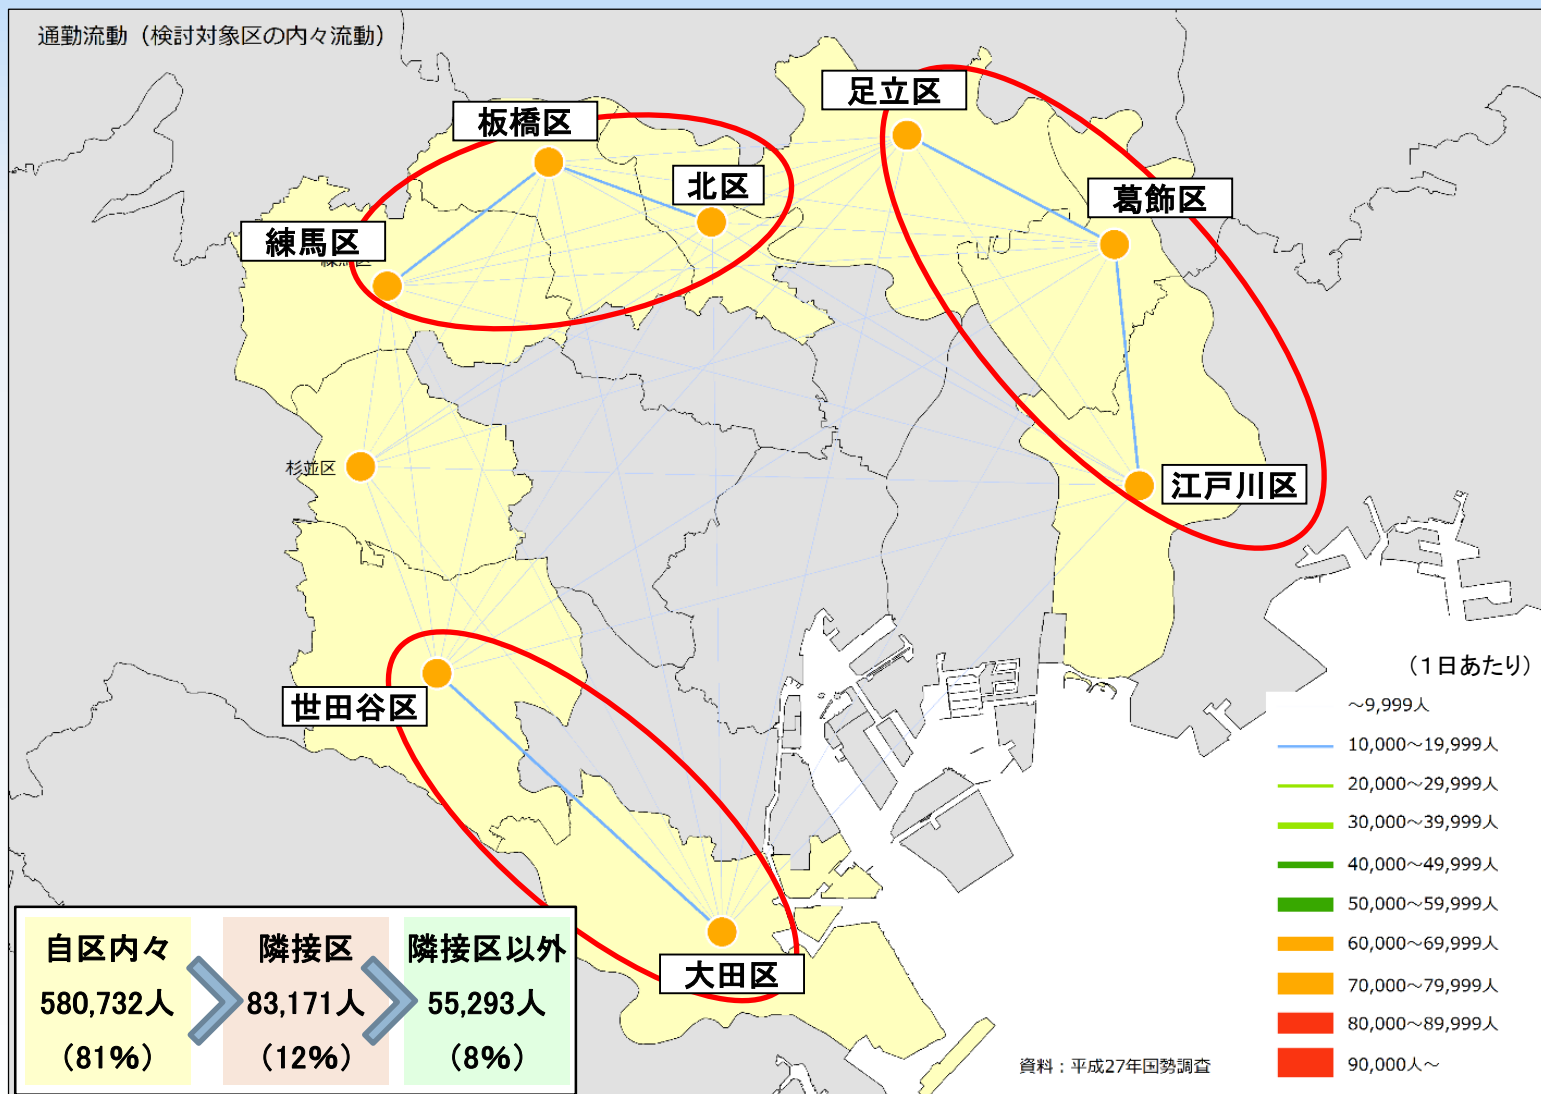 通勤流動（検討対象区の内々流動）
足立区
板橋区
北区
葛飾区
練馬区
杉並区
江戸川区
世田谷区
大田区
（１日あたり）
～9,999人
10,000～19,999人
20,000～29,999人
30,000～39,999人
40,000～49,999人
50,000～59,999人
60,000～69,999人
70,000～79,999人
80,000～89,999人
90,000人～
自区内々
580,732人
（81%）
隣接区
83,171人
（12%）
隣接区以外
55,293人
（8%）
資料：平成27年国勢調査